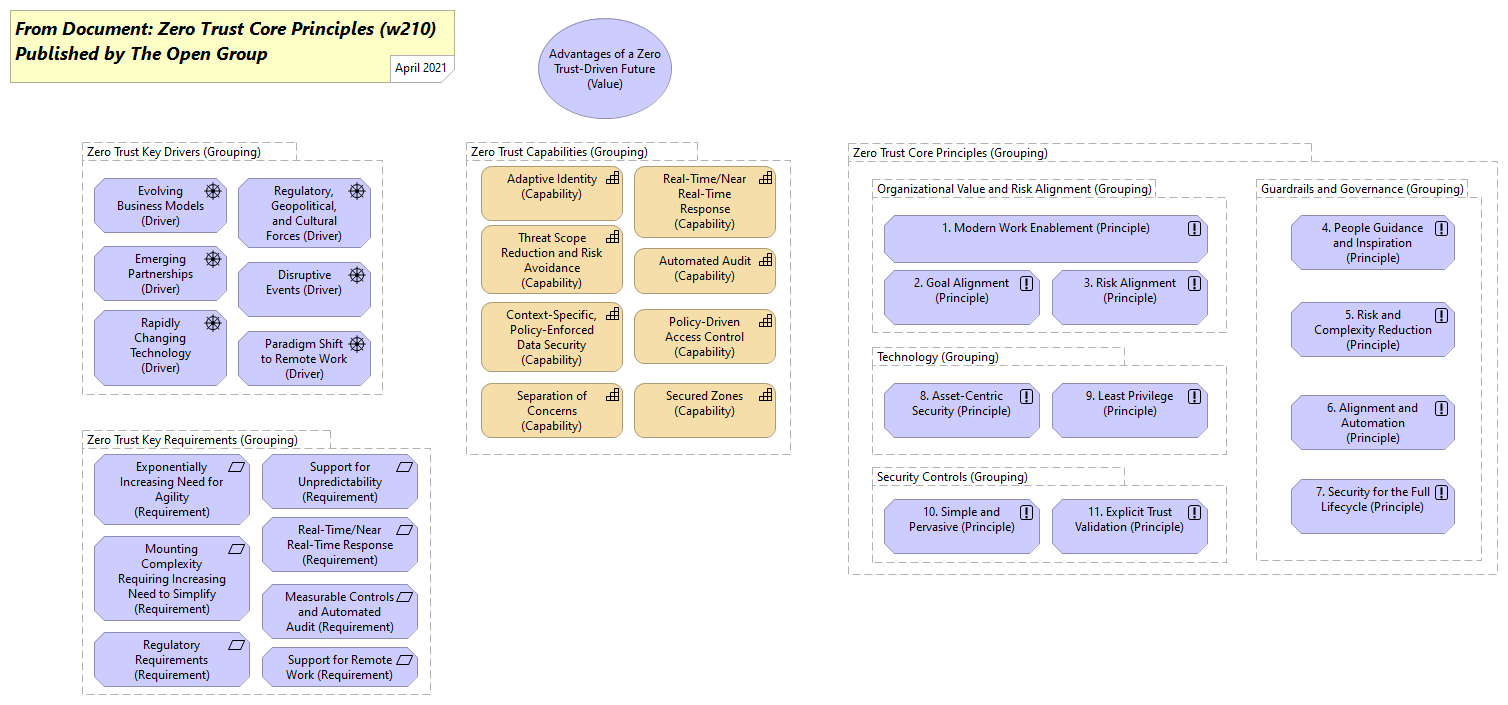 From Document: Zero Trust Core Principles (w210)
Published by The Open Group
April 2021
Advantages of a Zero
Trust-Driven Future
(Value)
Zero Trust Key Drivers (Grouping)
Evolving
Business Models
(Driver)
Regulatory,
Geopolitical,
and Cultural
Forces (Driver)
Emerging
Partnerships
(Driver)
Disruptive
Events (Driver)
Rapidly
Changing
Technology
(Driver)
Paradigm Shift
to Remote Work
(Driver)
Zero Trust Key Requirements (Grouping)
Exponentially
Increasing Need for
Agility
(Requirement)
Support for
Unpredictability
(Requirement)
Real-Time/Near
Real-Time Response
(Requirement)
Mounting
Complexity
Requiring Increasing
Need to Simplify
(Requirement)
Measurable Controls
and Automated
Audit (Requirement)
Regulatory
Requirements
(Requirement)
Support for Remote
Work (Requirement)
Zero Trust Capabilities (Grouping)
Adaptive Identity
(Capability)
Real-Time/Near
Real-Time
Response
(Capability)
Threat Scope
Reduction and Risk
Avoidance
(Capability)
Automated Audit
(Capability)
Context-Specific,
Policy-Enforced
Data Security
(Capability)
Policy-Driven
Access Control
(Capability)
Separation of
Concerns
(Capability)
Secured Zones
(Capability)
Zero Trust Core Principles (Grouping)
Organizational Value and Risk Alignment (Grouping)
1. Modern Work Enablement (Principle)
2. Goal Alignment
(Principle)
3. Risk Alignment
(Principle)
Technology (Grouping)
8. Asset-Centric
Security (Principle)
9. Least Privilege
(Principle)
Security Controls (Grouping)
10. Simple and
Pervasive (Principle)
11. Explicit Trust
Validation (Principle)
Guardrails and Governance (Grouping)
4. People Guidance
and Inspiration
(Principle)
5. Risk and
Complexity Reduction
(Principle)
6. Alignment and
Automation
(Principle)
7. Security for the Full
Lifecycle (Principle)